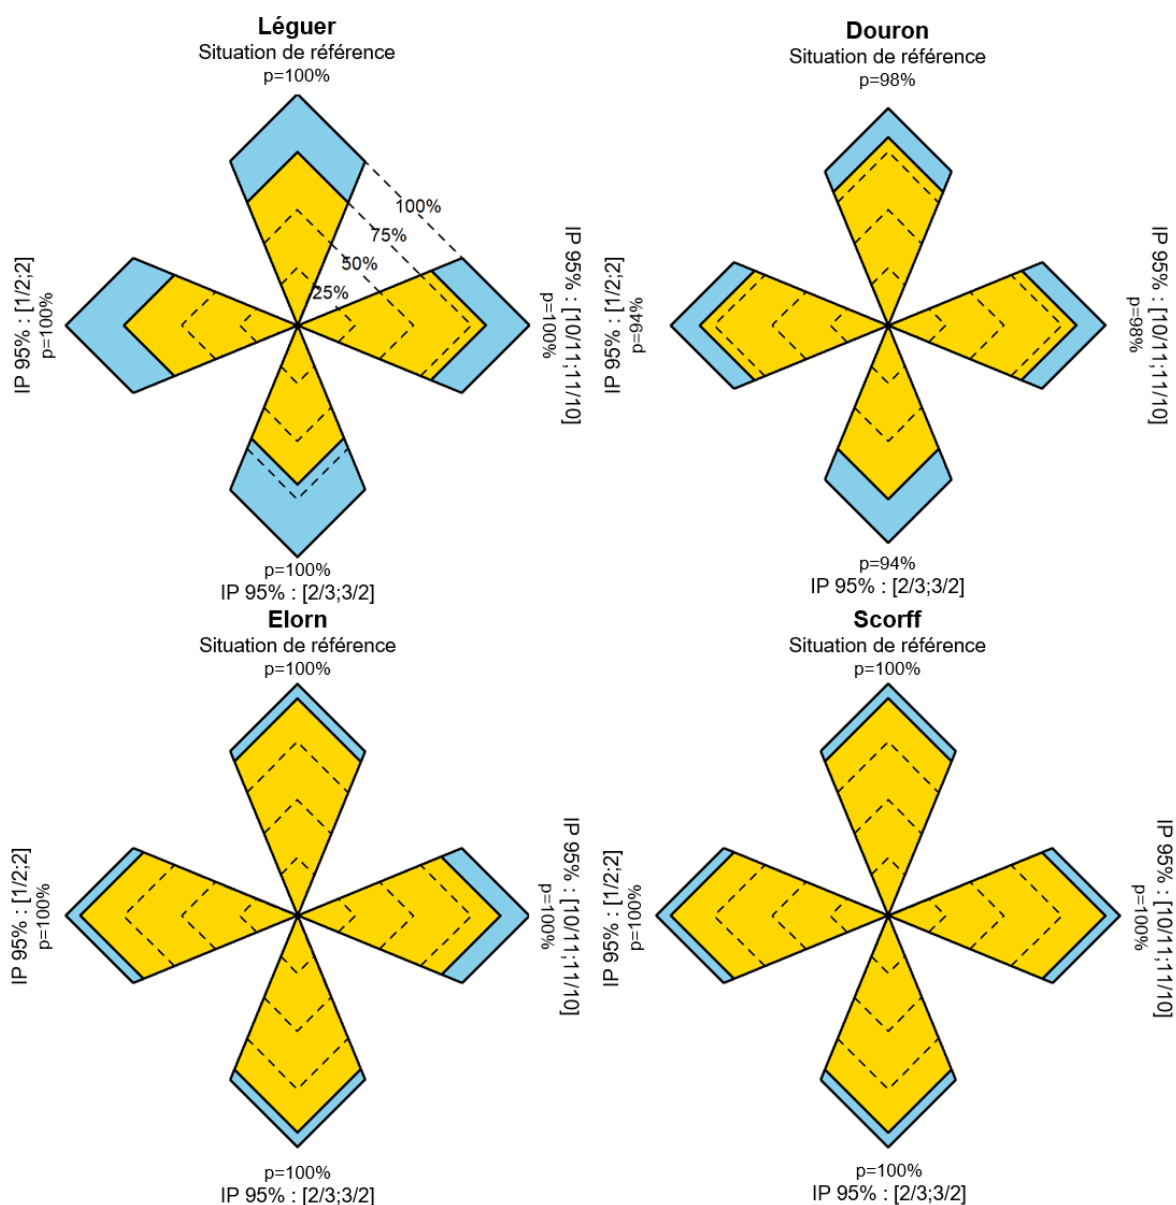 Léguer
Situation de référence
p=100%
100%
75%
50%
25%
IP 95% : [1/2;2]
p=100%
p=100%
IP 95% : [10/11;11/10]
p=100%
IP 95% : [2/3;3/2]
Douron
Situation de référence
p=98%
IP 95% : [1/2;2]
p=94%
p=98%
IP 95% : [10/11;11/10]
p=94%
IP 95% : [2/3;3/2]
Elorn
Situation de référence
p=100%
IP 95% : [1/2;2]
p=100%
p=100%
IP 95% : [10/11;11/10]
p=100%
IP 95% : [2/3;3/2]
Scorff
Situation de référence
p=100%
IP 95% : [1/2;2]
p=100%
p=100%
IP 95% : [10/11;11/10]
p=100%
IP 95% : [2/3;3/2]